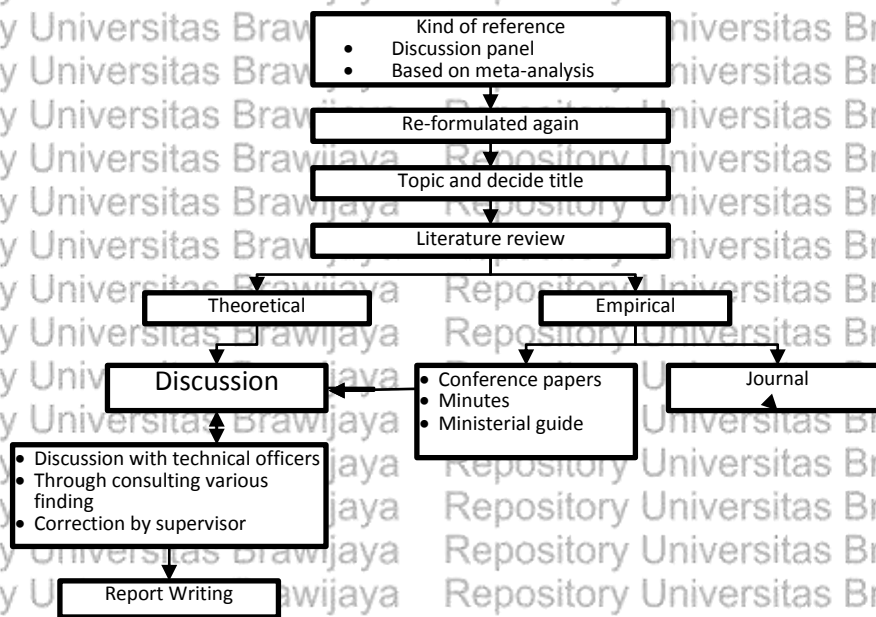 Kind of reference
• Discussion panel
• Based on meta-analysis
Re-formulated again
Topic and decide title
Literature review
Theoretical
Empirical
Discussion
• Conference papers
• Minutes
• Ministerial guide
Journal
• Discussion with technical officers
• Through consulting various
finding
• Correction by supervisor
Report Writing